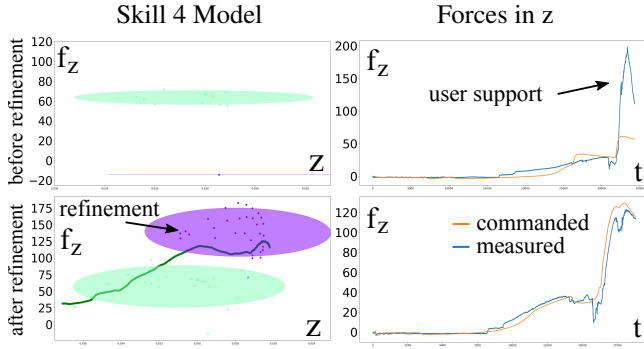 Skill 4 Model
Forces in z
before refinement
f_z
120
100
80
60
40
20
0
−20
z
f_z
200
150
100
50
0
user support
t
after refinement
refinement
f_z
175
150
125
100
75
50
25
0
z
f_z
120
100
80
60
40
20
0
commanded
measured
t